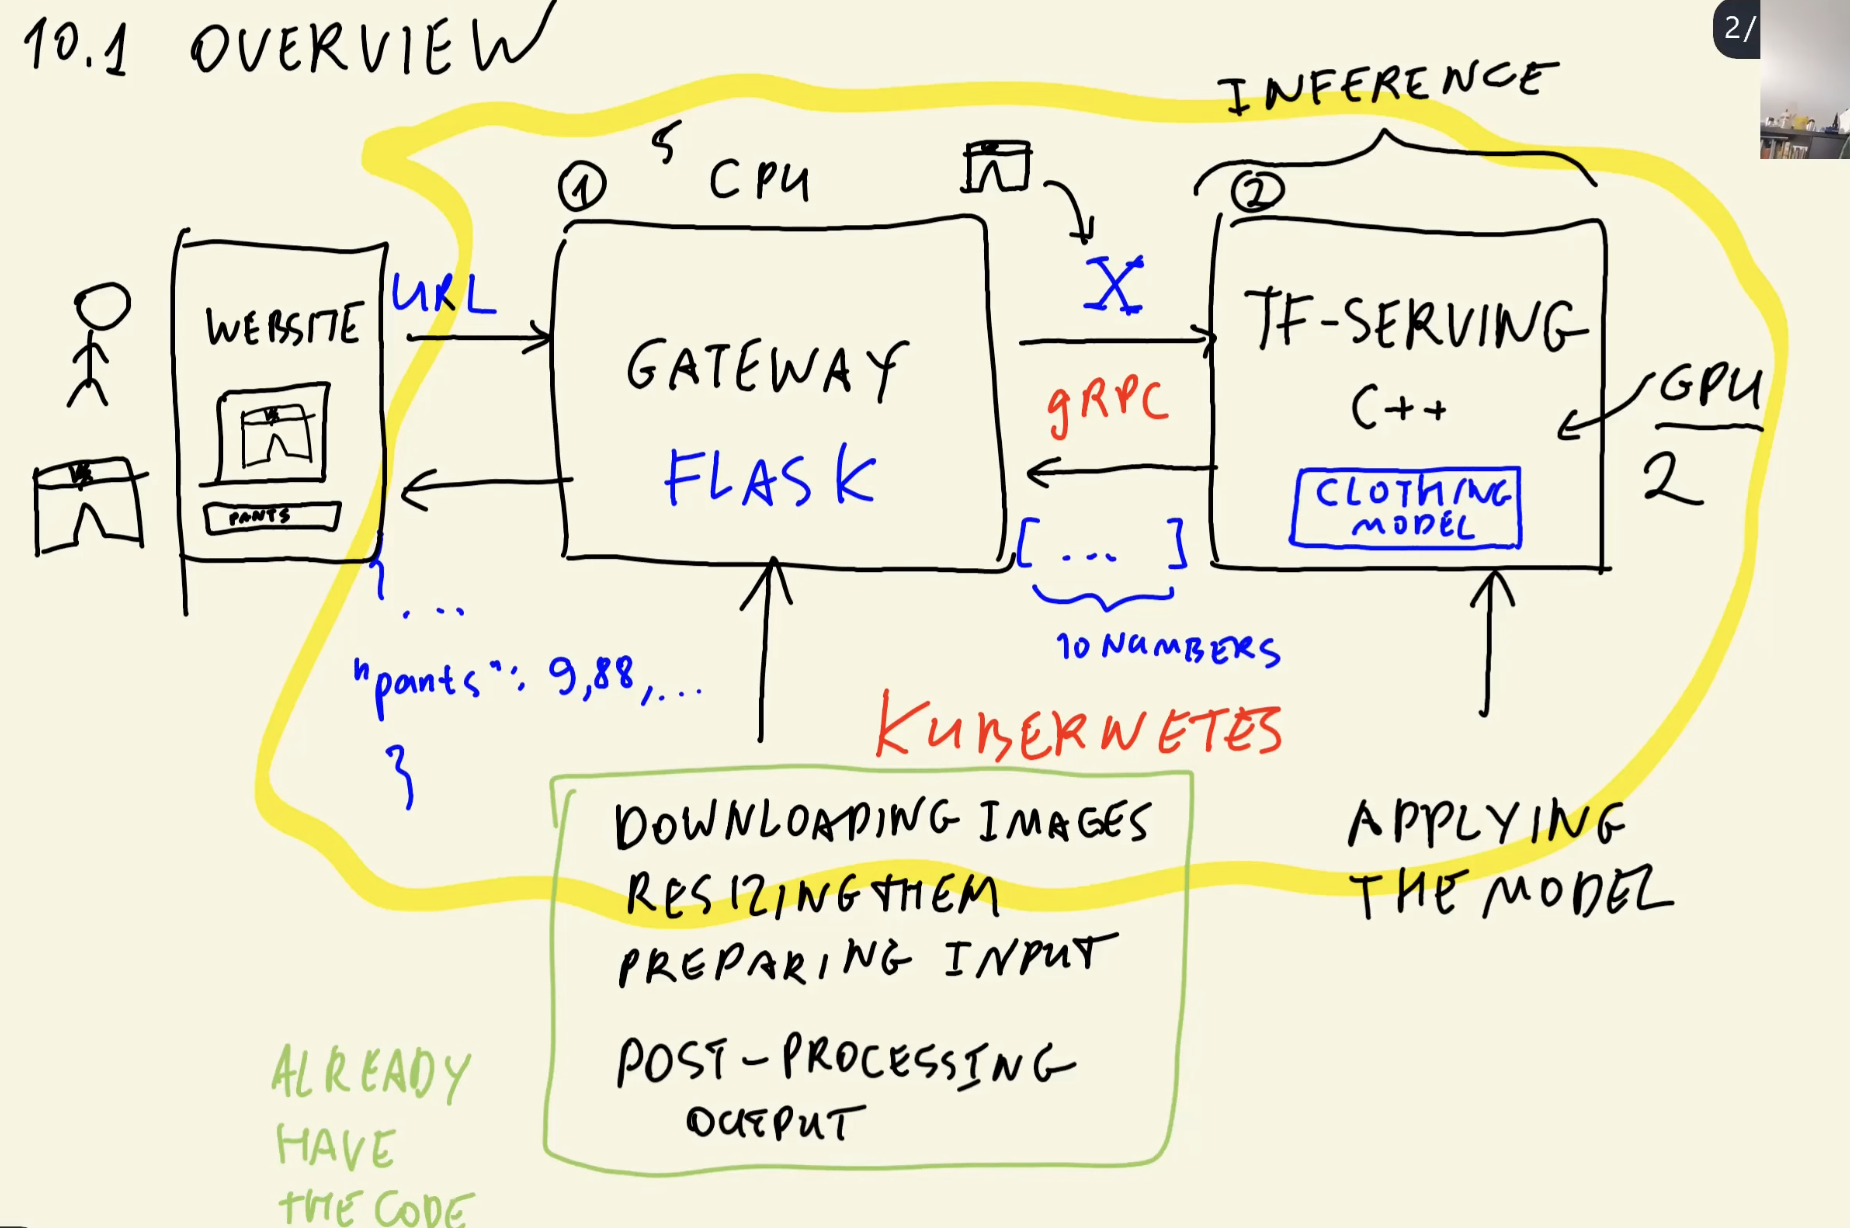 10.1 OVERVIEW
2/
INFERENCE
① 5 CPU
②
WEBSITE
PANTS
URL
GATEWAY
FLASK
X
gRPC
[ ... ]
10 NUMBERS
TF-SERVING
C++
CLOTHING
MODEL
GPU
2
{
...
"pants": 9,88,...
}
KUBERNETES
DOWNLOADING IMAGES
RESIZING THEM
PREPARING INPUT
POST-PROCESSING
OUTPUT
APPLYING
THE MODEL
ALREADY
HAVE
THE CODE